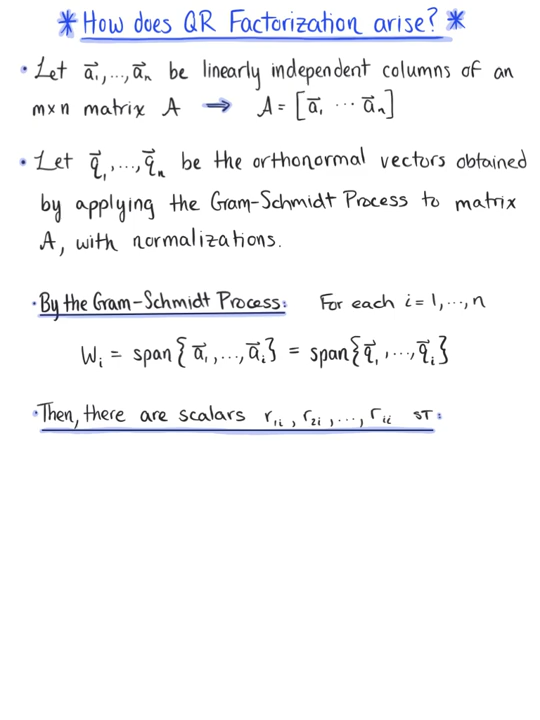 * How does QR Factorization arise? *
• Let a⃗₁,...,a⃗ₙ be linearly independent columns of an
m×n matrix A ⇒ A = [a⃗₁ ... a⃗ₙ]
• Let q⃗₁,...,q⃗ₙ be the orthonormal vectors obtained
by applying the Gram-Schmidt Process to matrix
A, with normalizations.
• By the Gram-Schmidt Process: For each i = 1,...,n
Wᵢ = span{a⃗₁,...,a⃗ᵢ} = span{q⃗₁,...,q⃗ᵢ}
• Then, there are scalars r₁ᵢ, r₂ᵢ,..., rᵢᵢ ST: